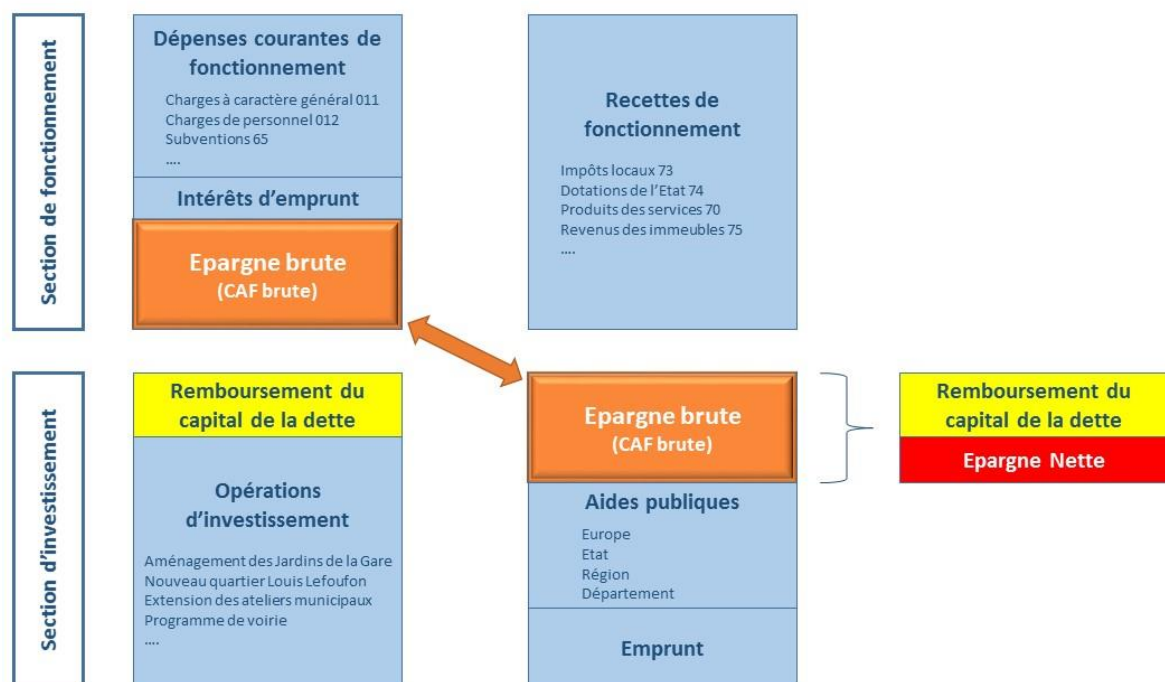 Section de fonctionnement
Dépenses courantes de
fonctionnement
Charges à caractère général 011
Charges de personnel 012
Subventions 65
....
Intérêts d'emprunt
Epargne brute
(CAF brute)
Recettes de
fonctionnement
Impôts locaux 73
Dotations de l'Etat 74
Produits des services 70
Revenus des immeubles 75
....
Section d'investissement
Remboursement du
capital de la dette
Opérations
d'investissement
Aménagement des Jardins de la Gare
Nouveau quartier Louis Lefoufon
Extension des ateliers municipaux
Programme de voirie
....
Epargne brute
(CAF brute)
Aides publiques
Europe
Etat
Région
Département
Emprunt
Remboursement du
capital de la dette
Epargne Nette